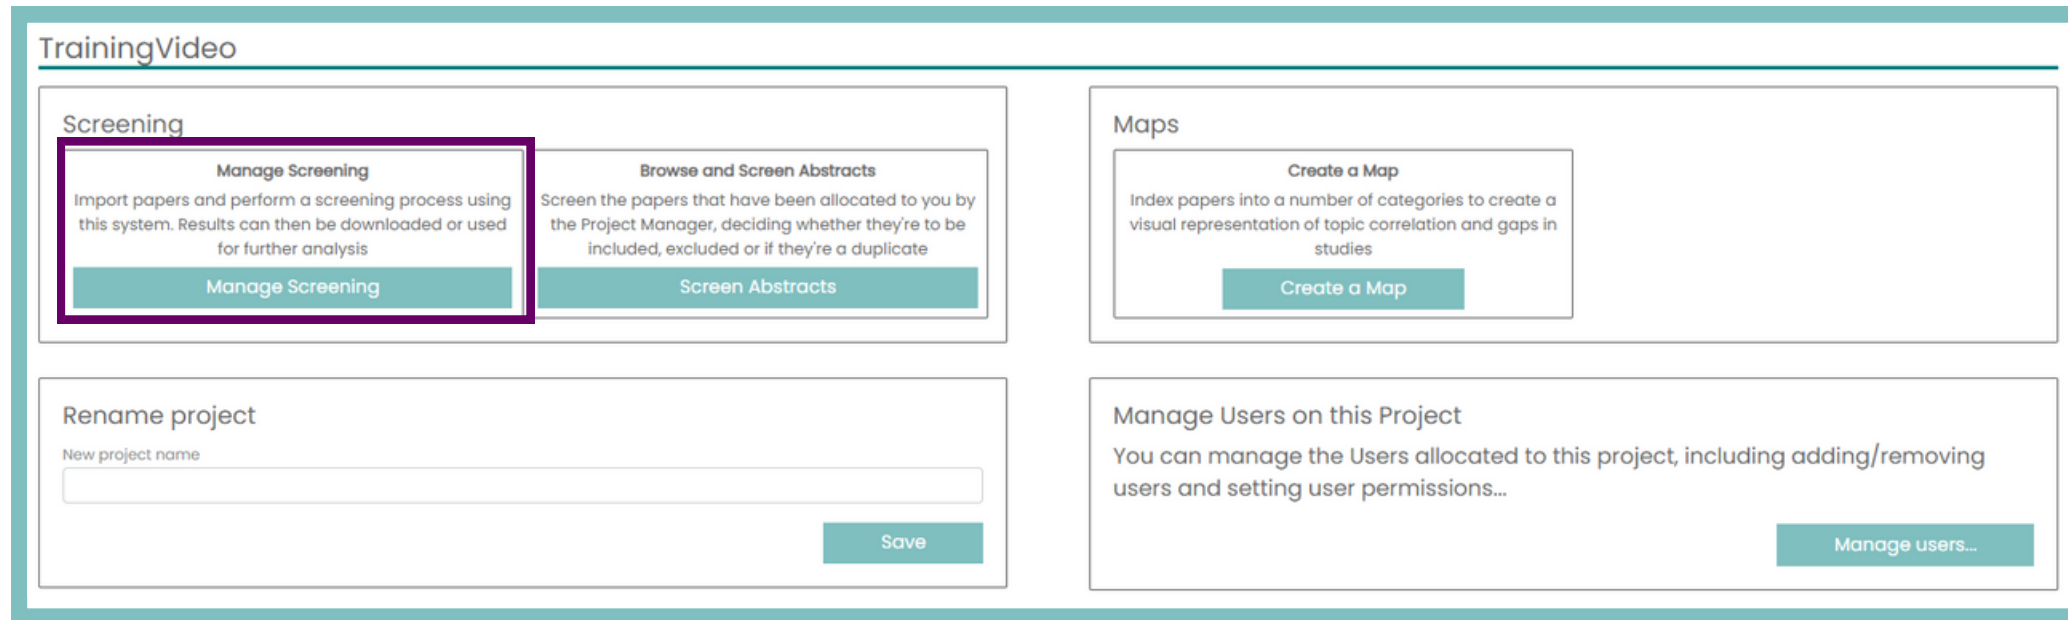 TrainingVideo
Screening
Manage Screening
Import papers and perform a screening process using
this system. Results can then be downloaded or used
for further analysis
Manage Screening
Browse and Screen Abstracts
Screen the papers that have been allocated to you by
the Project Manager, deciding whether they're to be
included, excluded or if they're a duplicate
Screen Abstracts
Maps
Create a Map
Index papers into a number of categories to create a
visual representation of topic correlation and gaps in
studies
Create a Map
Rename project
New project name
Save
Manage Users on this Project
You can manage the Users allocated to this project, including adding/removing
users and setting user permissions...
Manage users...